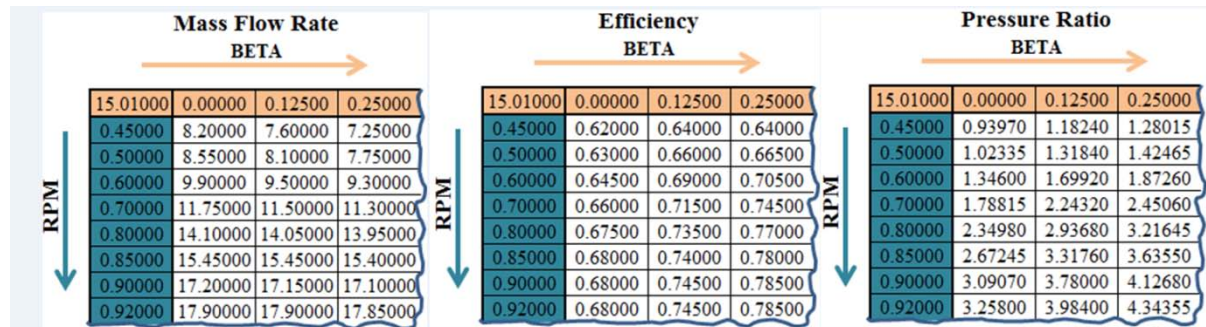 Mass Flow Rate
BETA
RPM
15.01000 0.00000 0.12500 0.25000
0.45000 8.20000 7.60000 7.25000
0.50000 8.55000 8.10000 7.75000
0.60000 9.90000 9.50000 9.30000
0.70000 11.75000 11.50000 11.30000
0.80000 14.10000 14.05000 13.95000
0.85000 15.45000 15.45000 15.40000
0.90000 17.20000 17.15000 17.10000
0.92000 17.90000 17.90000 17.85000
Efficiency
BETA
RPM
15.01000 0.00000 0.12500 0.25000
0.45000 0.62000 0.64000 0.64000
0.50000 0.63000 0.66000 0.66500
0.60000 0.64500 0.69000 0.70500
0.70000 0.66000 0.71500 0.74500
0.80000 0.67500 0.73500 0.77000
0.85000 0.68000 0.74000 0.78000
0.90000 0.68000 0.74500 0.78500
0.92000 0.68000 0.74500 0.78500
Pressure Ratio
BETA
RPM
15.01000 0.00000 0.12500 0.25000
0.45000 0.93970 1.18240 1.28015
0.50000 1.02335 1.31840 1.42465
0.60000 1.34600 1.69920 1.87260
0.70000 1.78815 2.24320 2.45060
0.80000 2.34980 2.93680 3.21645
0.85000 2.67245 3.31760 3.63550
0.90000 3.09070 3.78000 4.12680
0.92000 3.25800 3.98400 4.34355